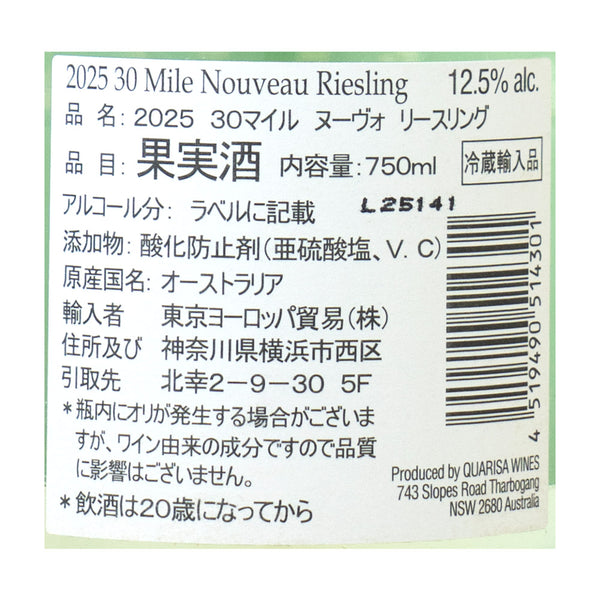 2025 30 Mile Nouveau Riesling 12.5% alc.
品 名: 2025 30マイル ヌーヴォ リースリング
品 目: 果実酒 内容量: 750ml 冷蔵輸入品
アルコール分: ラベルに記載 L25141
添加物: 酸化防止剤(亜硫酸塩、V. C)
原産国名: オーストラリア
輸入者 東京ヨーロッパ貿易(株)
住所及び 神奈川県横浜市西区
引取先 北幸2-9-30 5F
*瓶内にオリが発生する場合がございま
すが、ワイン由来の成分ですので品質
に影響はございません。
*飲酒は20歳になってから
4 519490 514301
Produced by QUARISA WINES
743 Slopes Road Tharbogang
NSW 2680 Australia